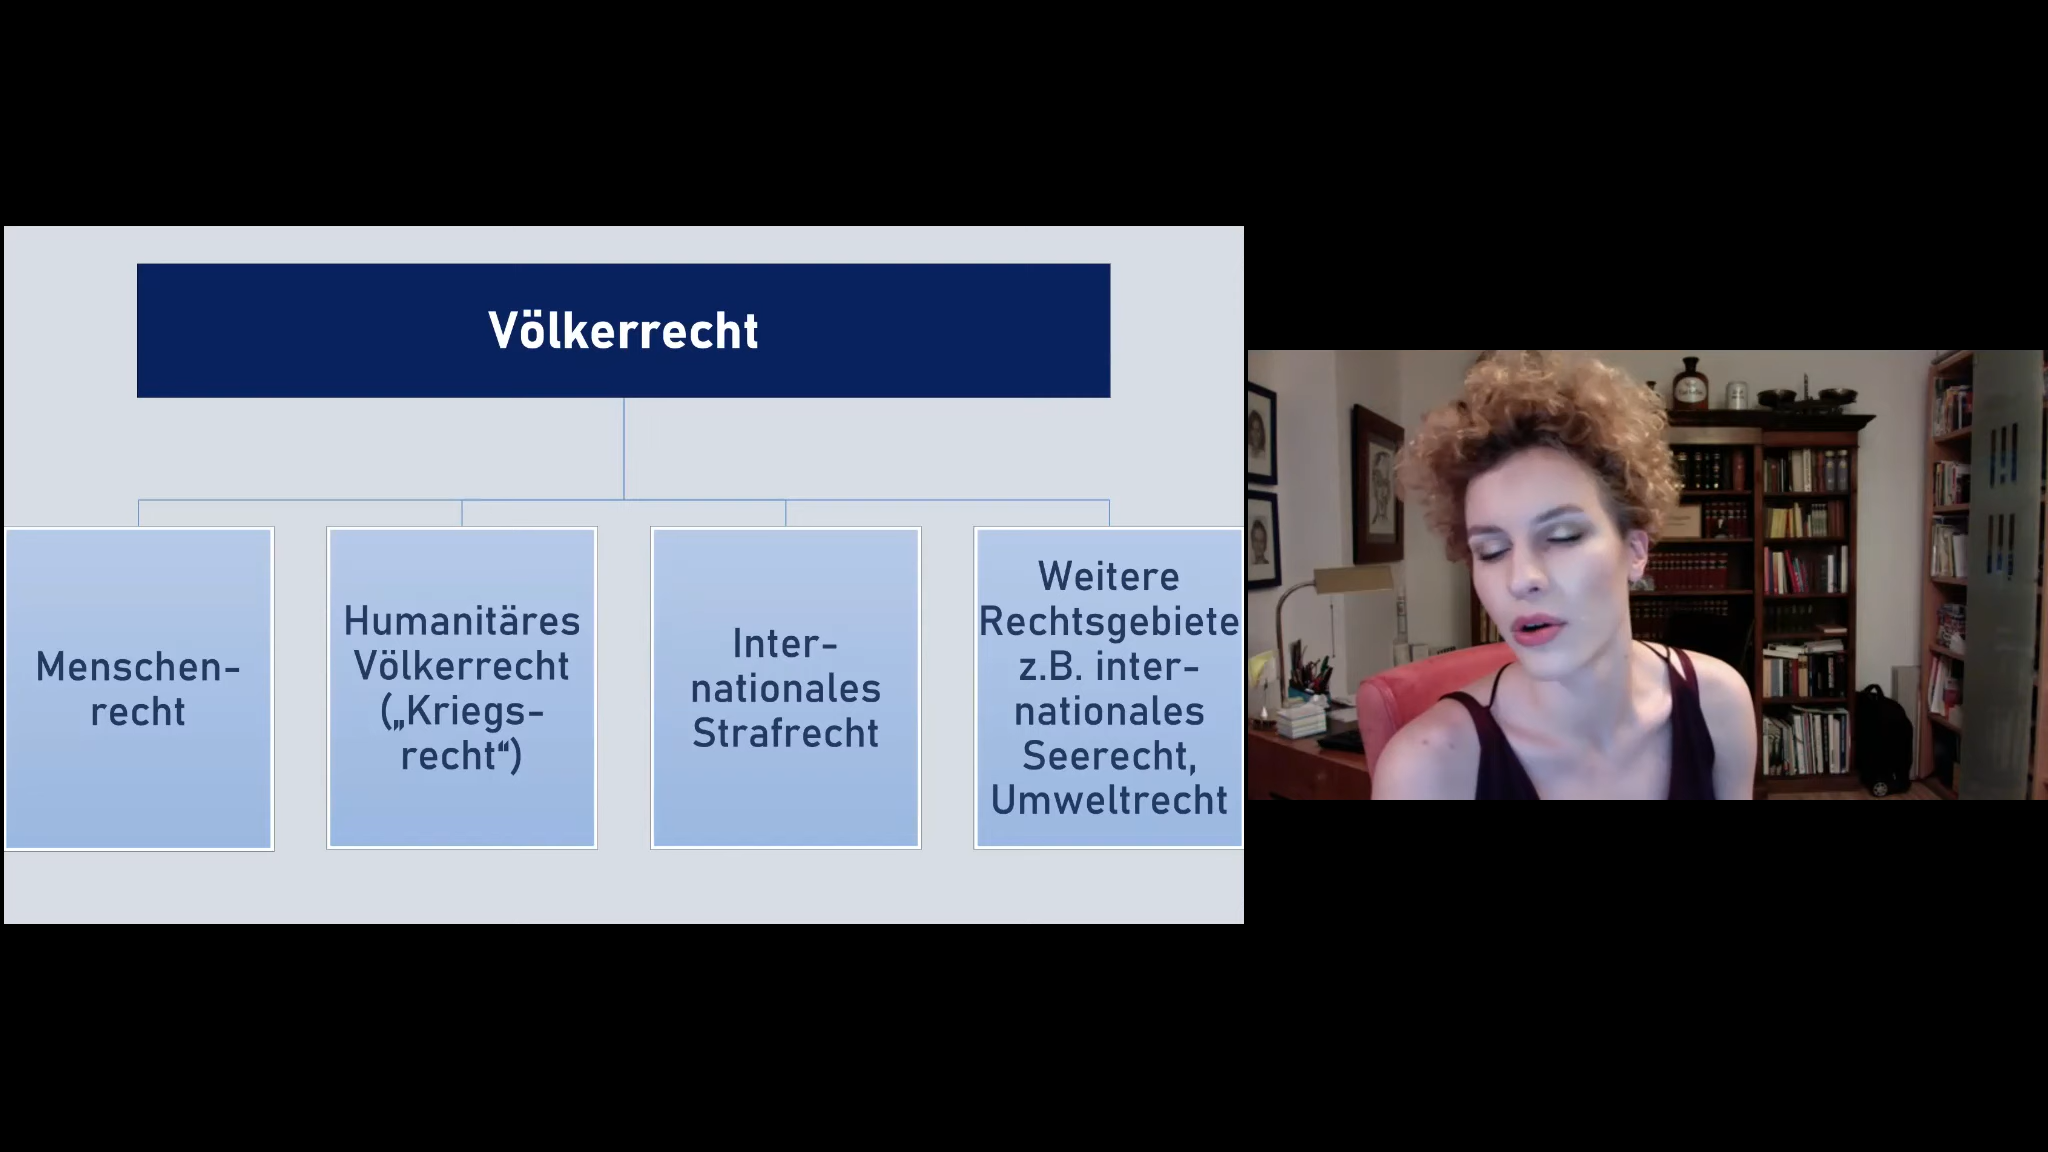 Völkerrecht
Menschen-
recht
Humanitäres
Völkerrecht
(„Kriegs-
recht“)
Inter-
nationales
Strafrecht
Weitere
Rechtsgebiete
z.B. inter-
nationales
Seerecht,
Umweltrecht